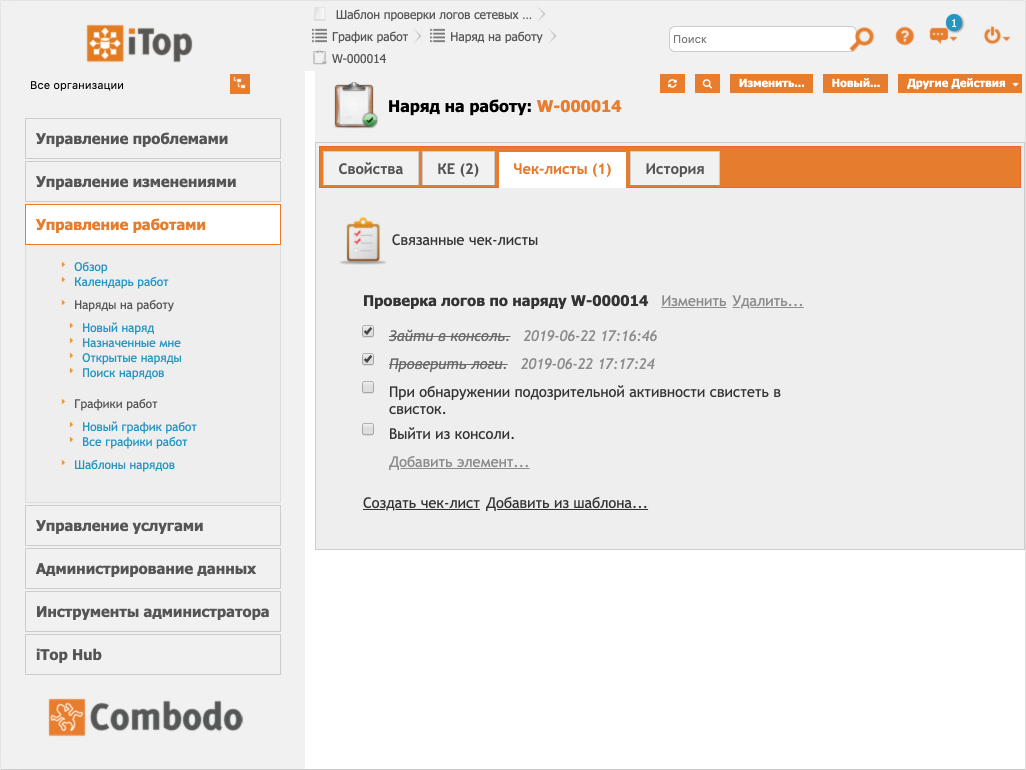 iTop
Все организации
Управление проблемами
Управление изменениями
Управление работами
Обзор
Календарь работ
Наряды на работу
Новый наряд
Назначенные мне
Открытые наряды
Поиск нарядов
Графики работ
Новый график работ
Все графики работ
Шаблоны нарядов
Управление услугами
Администрирование данных
Инструменты администратора
iTop Hub
Combodo
Шаблон проверки логов сетевых ...
График работ
Наряд на работу
W-000014
Поиск
?
1
Изменить...
Новый...
Другие Действия
Наряд на работу: W-000014
Свойства
КЕ (2)
Чек-листы (1)
История
Связанные чек-листы
Проверка логов по наряду W-000014 Изменить Удалить...
Зайти в консоль. 2019-06-22 17:16:46
Проверить логи. 2019-06-22 17:17:24
При обнаружении подозрительной активности свистеть в
свисток.
Выйти из консоли.
Добавить элемент...
Создать чек-лист Добавить из шаблона...